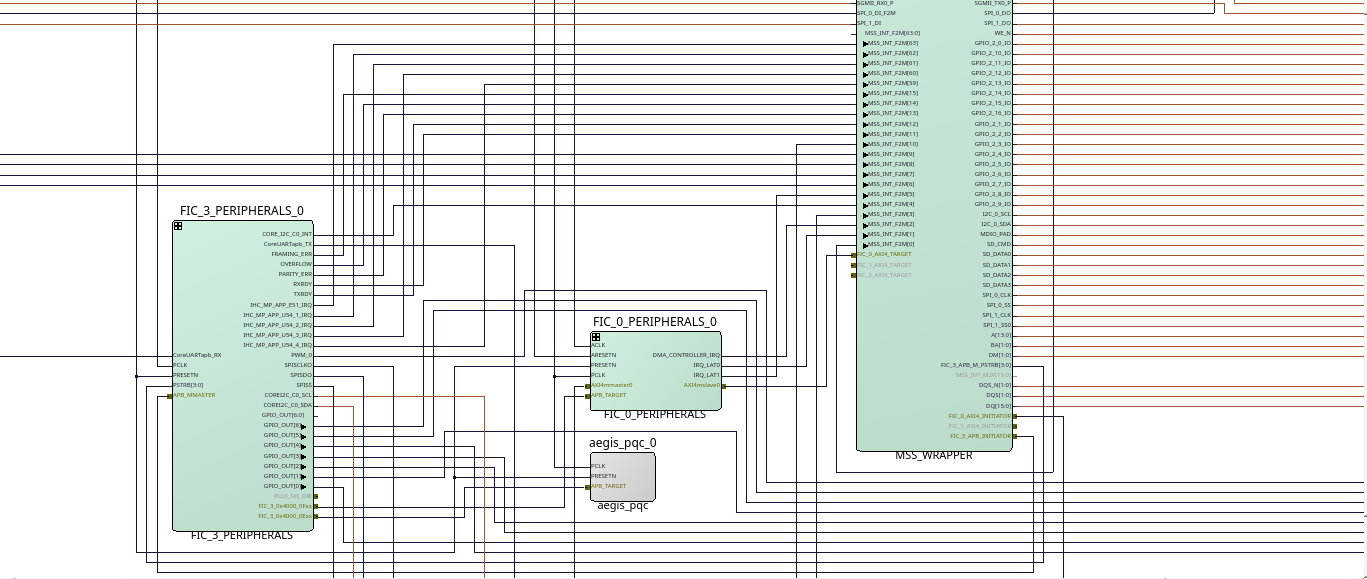 SGMII_RX0_P
SPI_0_DI_F2M
SPI_1_DI
MSS_INT_F2M[63:0]
MSS_INT_F2M[63]
MSS_INT_F2M[62]
MSS_INT_F2M[61]
MSS_INT_F2M[60]
MSS_INT_F2M[59]
MSS_INT_F2M[15]
MSS_INT_F2M[14]
MSS_INT_F2M[13]
MSS_INT_F2M[12]
MSS_INT_F2M[11]
MSS_INT_F2M[10]
MSS_INT_F2M[9]
MSS_INT_F2M[8]
MSS_INT_F2M[7]
MSS_INT_F2M[6]
MSS_INT_F2M[5]
MSS_INT_F2M[4]
MSS_INT_F2M[3]
MSS_INT_F2M[2]
MSS_INT_F2M[1]
MSS_INT_F2M[0]
FIC_0_AXI4_TARGET
FIC_1_AXI4_TARGET
FIC_2_AXI4_TARGET
SGMII_TX0_P
SPI_0_DO
SPI_1_DO
WE_N
GPIO_2_0_IO
GPIO_2_10_IO
GPIO_2_11_IO
GPIO_2_12_IO
GPIO_2_13_IO
GPIO_2_14_IO
GPIO_2_15_IO
GPIO_2_16_IO
GPIO_2_1_IO
GPIO_2_2_IO
GPIO_2_3_IO
GPIO_2_4_IO
GPIO_2_5_IO
GPIO_2_6_IO
GPIO_2_7_IO
GPIO_2_8_IO
GPIO_2_9_IO
I2C_0_SCL
I2C_0_SDA
MDIO_PAD
SD_CMD
SD_DATA0
SD_DATA1
SD_DATA2
SD_DATA3
SPI_0_CLK
SPI_0_SS
SPI_1_CLK
SPI_1_SS0
A[13:0]
BA[1:0]
DM[1:0]
FIC_3_APB_M_PSTRB[3:0]
MSS_INT_M2F[15:0]
DQS_N[1:0]
DQS[1:0]
DQ[15:0]
FIC_0_AXI4_INITIATOR
FIC_1_AXI4_INITIATOR
FIC_3_APB_INITIATOR
MSS_WRAPPER
FIC_3_PERIPHERALS_0
CORE_I2C_C0_INT
CoreUARTapb_TX
FRAMING_ERR
OVERFLOW
PARITY_ERR
RXRDY
TXRDY
IHC_MP_APP_E51_IRQ
IHC_MP_APP_U54_1_IRQ
IHC_MP_APP_U54_2_IRQ
IHC_MP_APP_U54_3_IRQ
IHC_MP_APP_U54_4_IRQ
CoreUARTapb_RX
PCLK
PRESETN
PSTRB[3:0]
APB_MMASTER
PWM_0
SPISCLKO
SPISDO
SPISS
COREI2C_C0_SCL
COREI2C_C0_SDA
GPIO_OUT[6:0]
GPIO_OUT[6]
GPIO_OUT[5]
GPIO_OUT[4]
GPIO_OUT[3]
GPIO_OUT[2]
GPIO_OUT[1]
GPIO_OUT[0]
FIC_3_0x4000_0Fxx
FIC_3_0x4000_0Exx
FIC_3_PERIPHERALS
FIC_0_PERIPHERALS_0
ACLK
ARESETN
PRESETN
PCLK
AXI4mmaster0
APB_TARGET
DMA_CONTROLLER_IRQ
IRQ_LAT0
IRQ_LAT1
AXI4mslave0
FIC_0_PERIPHERALS
aegis_pqc_0
PCLK
PRESETN
APB_TARGET
aegis_pqc